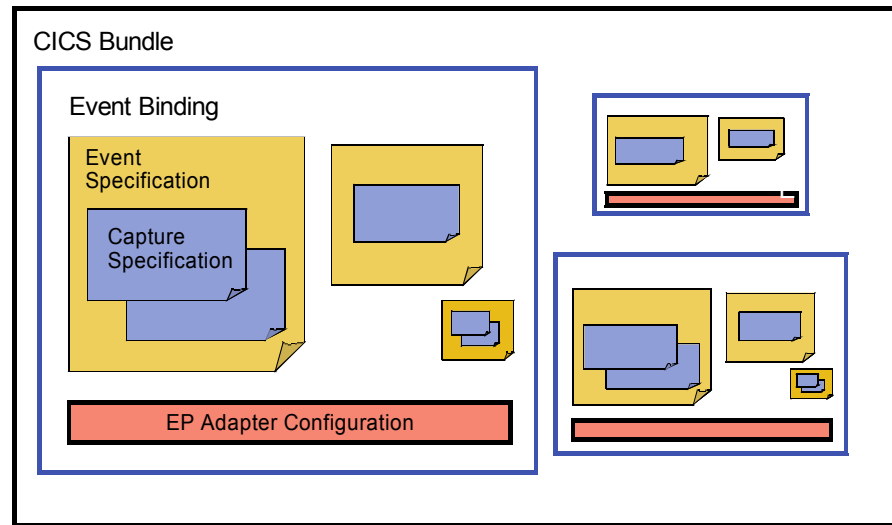 CICS Bundle
Event Binding
Event
Specification
Capture
Specification
EP Adapter Configuration